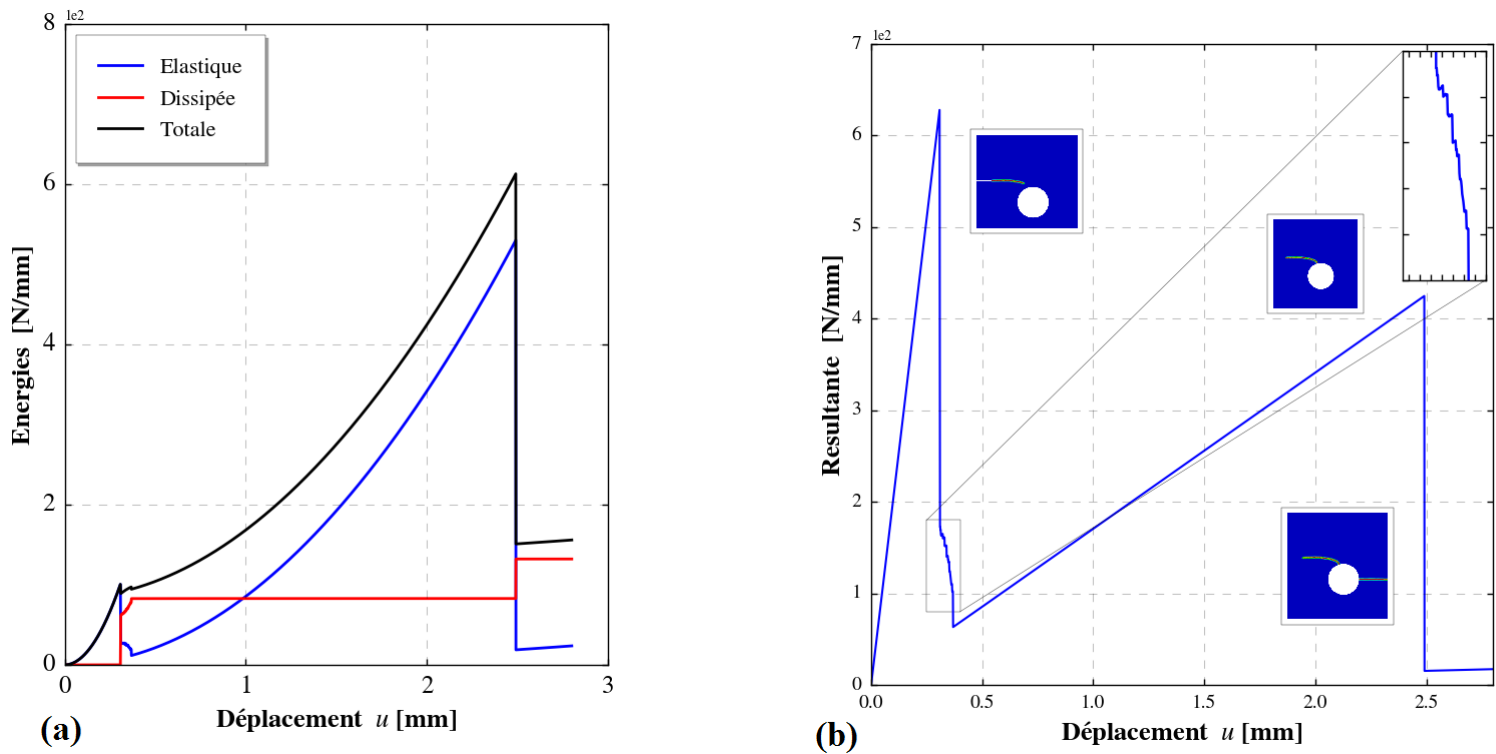 8 1e2
Elastique
Dissipée
Totale
6
4
2
0
0 1 2 3
Energies [N/mm]
Déplacement u [mm]
(a)
7 1e2
6
5
4
3
2
1
0
0.0 0.5 1.0 1.5 2.0 2.5
Resultante [N/mm]
Déplacement u [mm]
(b)